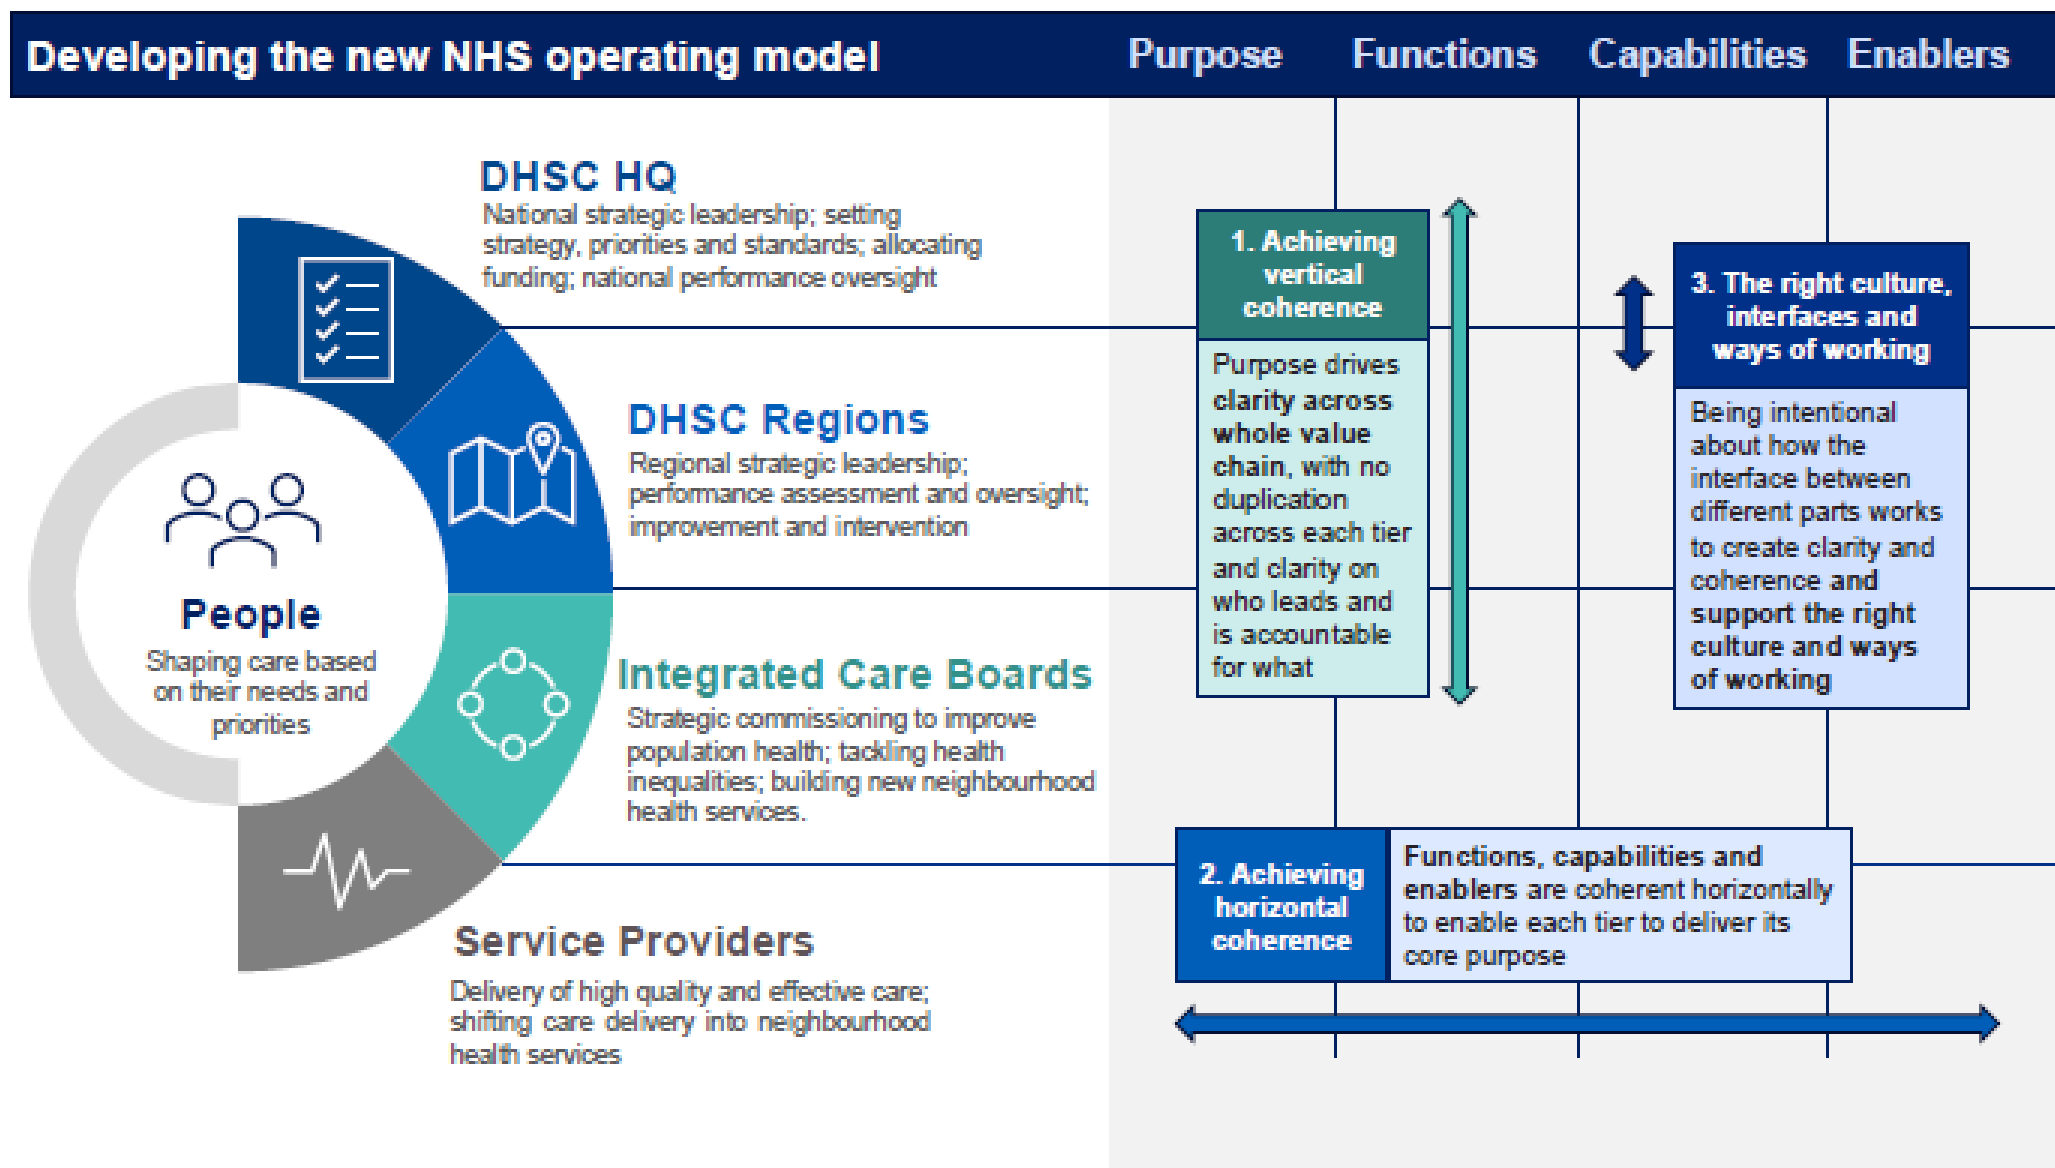 Developing the new NHS operating model
Purpose
Functions
Capabilities
Enablers
DHSC HQ
National strategic leadership; setting
strategy, priorities and standards; allocating
funding; national performance oversight
DHSC Regions
Regional strategic leadership;
performance assessment and oversight;
improvement and intervention
People
Shaping care based
on their needs and
priorities
Integrated Care Boards
Strategic commissioning to improve
population health; tackling health
inequalities; building new neighbourhood
health services.
Service Providers
Delivery of high quality and effective care;
shifting care delivery into neighbourhood
health services
1. Achieving
vertical
coherence
Purpose drives
clarity across
whole value
chain, with no
duplication
across each tier
and clarity on
who leads and
is accountable
for what
2. Achieving
horizontal
coherence
Functions, capabilities and
enablers are coherent horizontally
to enable each tier to deliver its
core purpose
3. The right culture,
interfaces and
ways of working
Being intentional
about how the
interface between
different parts works
to create clarity and
coherence and
support the right
culture and ways
of working